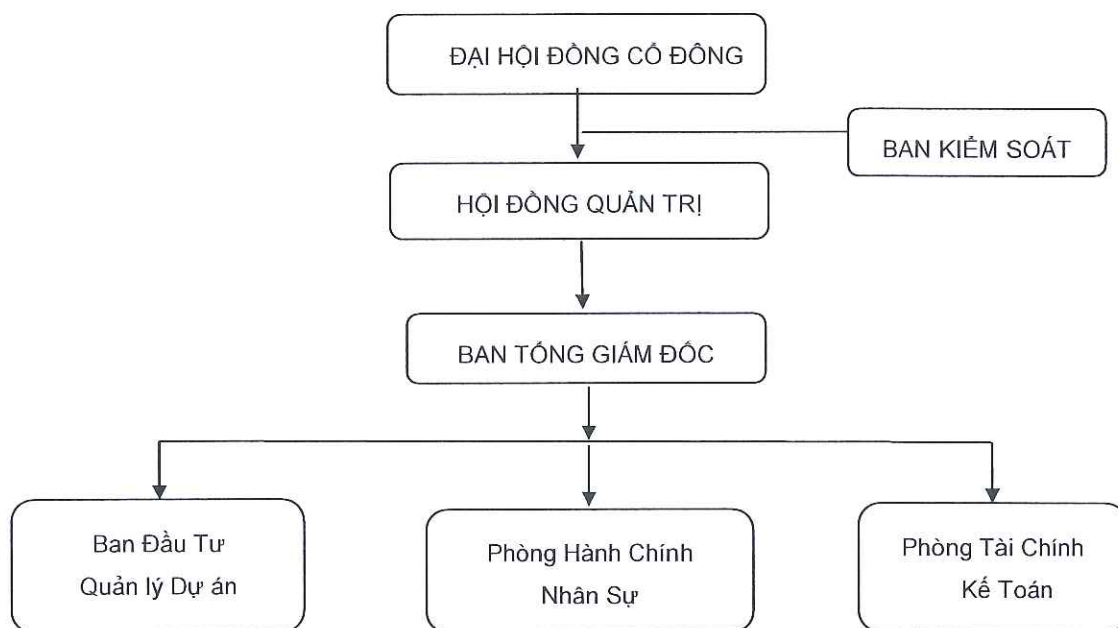 ĐẠI HỘI ĐỒNG CỔ ĐÔNG
BAN KIỂM SOÁT
HỘI ĐỒNG QUẢN TRỊ
BAN TỔNG GIÁM ĐỐC
Ban Đầu Tư
Quản lý Dự án
Phòng Hành Chính
Nhân Sự
Phòng Tài Chính
Kế Toán